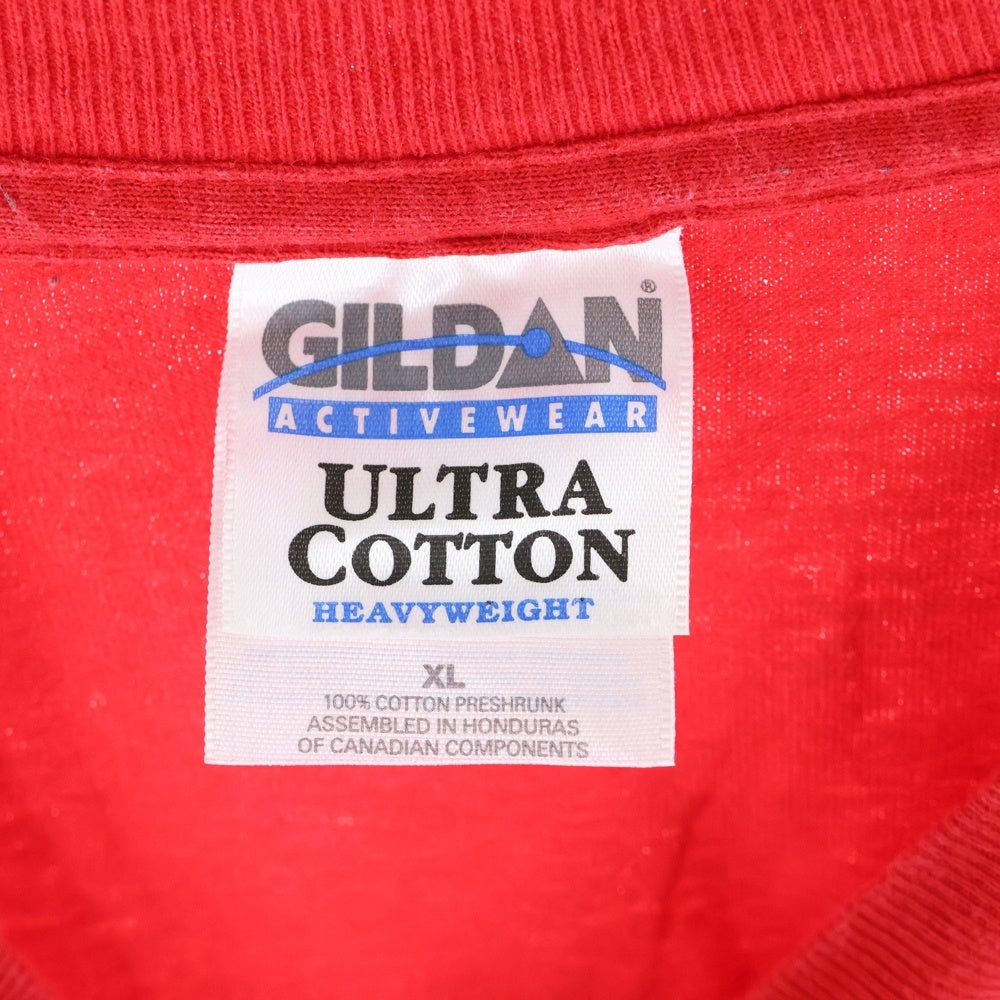 GILDAN®
ACTIVEWEAR
ULTRA
COTTON
HEAVYWEIGHT
XL
100% COTTON PRESHRUNK
ASSEMBLED IN HONDURAS
OF CANADIAN COMPONENTS